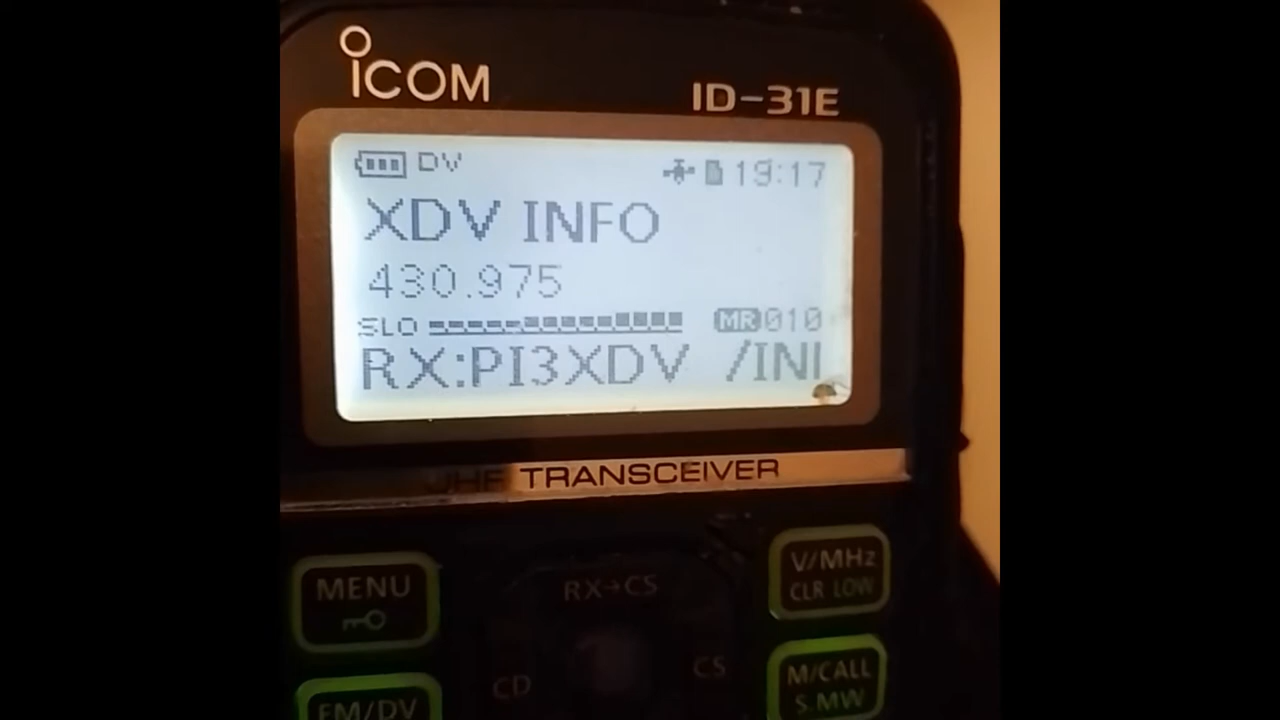 ICOM
ID-31E
DV 19:17
XDV INFO
430.975
SLO MR 010
RX:PI3XDV /INI
UHF TRANSCEIVER
MENU
RX→CS
V/MHz
CLR LOW
CD
CS
M/CALL
S.MW
FM/DV